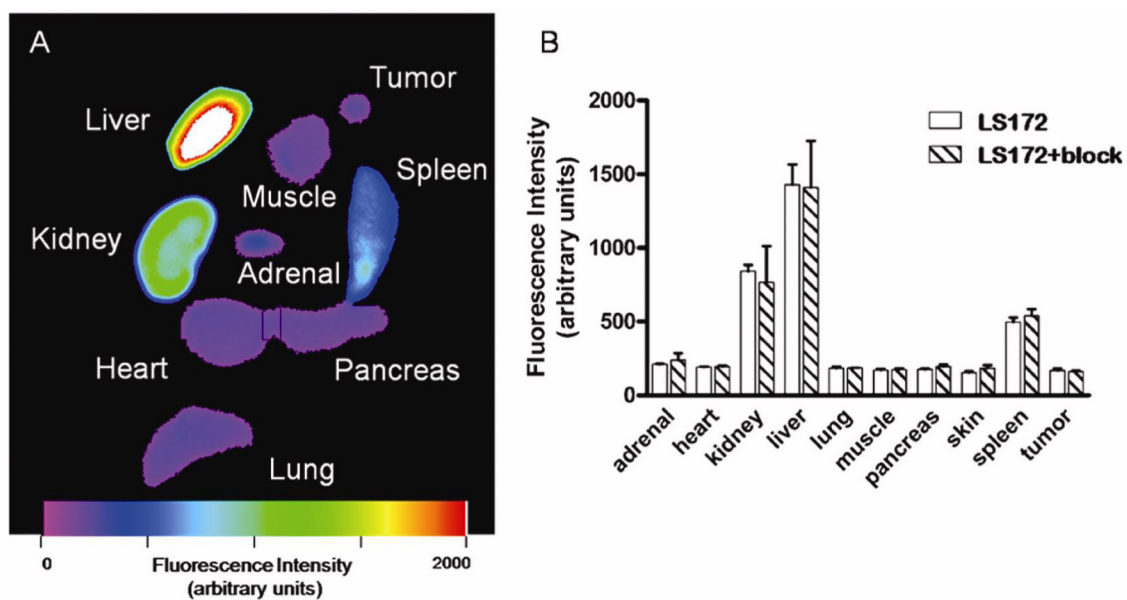 A
Tumor
Liver
Spleen
Muscle
Kidney
Adrenal
Heart
Pancreas
Lung
0
Fluorescence Intensity
(arbitrary units)
2000
B
Fluorescence Intensity
(arbitrary units)
2000
1500
1000
500
0
LS172
LS172+block
adrenal
heart
kidney
liver
lung
muscle
pancreas
skin
spleen
tumor